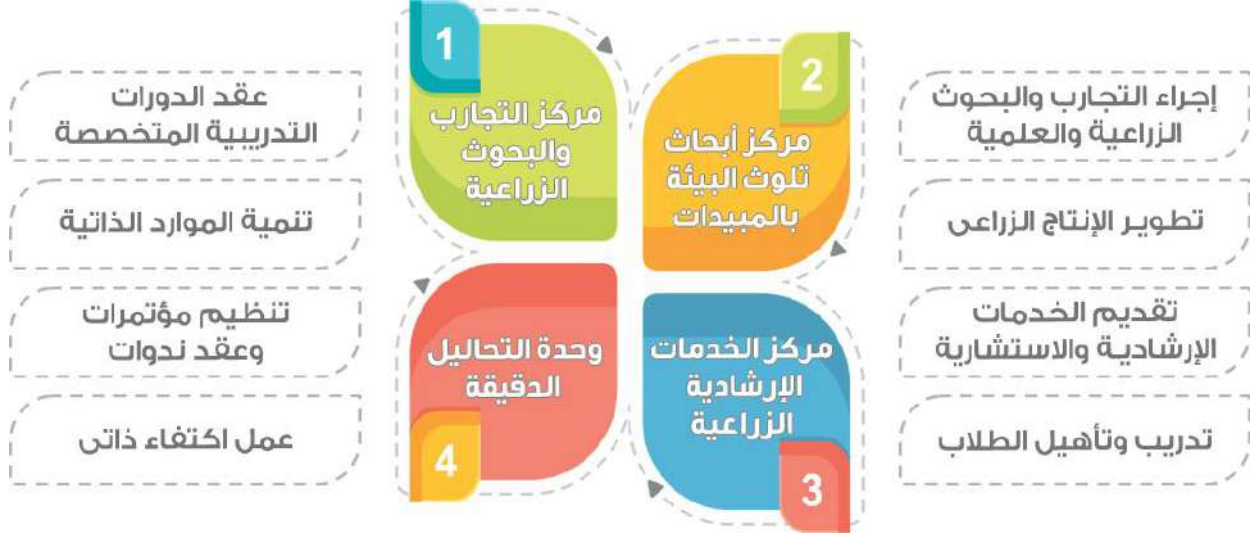 1
مركز التجارب
والبحوث
الزراعية
2
مركز أبحاث
تلوث البيئة
بالمبيدات
مركز الخدمات
الإرشادية
الزراعية
3
وحدة التحاليل
الدقيقة
4
إجراء التجارب والبحوث
الزراعية والعلمية
تطوير الإنتاج الزراعى
تقديم الخدمات
الإرشادية والاستشارية
تدريب وتأهيل الطلاب
عقد الدورات
التدريبية المتخصصة
تنمية الموارد الذاتية
تنظيم مؤتمرات
وعقد ندوات
عمل اكتفاء ذاتى